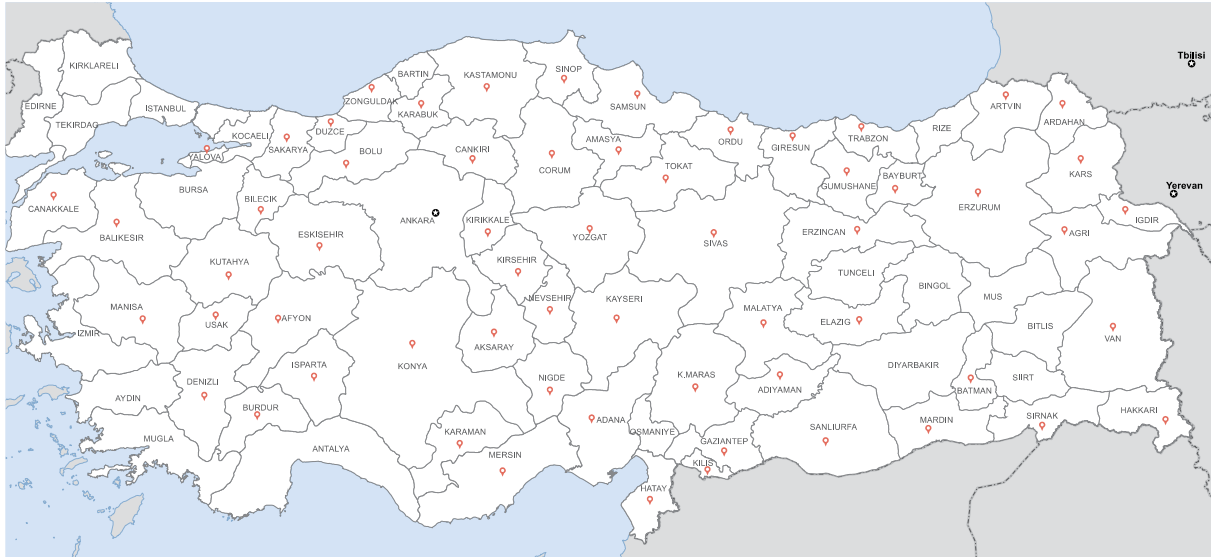 Tbilisi
KIRKLARELI
SINOP
BARTIN
KASTAMONU
SAMSUN
EDIRNE
ISTANBUL
ZONGULDAK
KARABUK
ARTVIN
ARDAHAN
TEKIRDAG
KOCAELI
DUZCE
SAKARYA
BOLU
CANKIRI
AMASYA
ORDU
GIRESUN
TRABZON
RIZE
YALOVA
CORUM
TOKAT
GUMUSHANE
BAYBURT
KARS
Yerevan
BURSA
BILECIK
CANAKKALE
ANKARA
KIRIKKALE
ERZURUM
IGDIR
BALIKESIR
ESKISEHIR
YOZGAT
SIVAS
ERZINCAN
AGRI
KUTAHYA
KIRSEHIR
TUNCELI
BINGOL
MUS
MANISA
NEVSEHIR
KAYSERI
MALATYA
USAK
AFYON
ELAZIG
BITLIS
IZMIR
AKSARAY
VAN
ISPARTA
KONYA
DIYARBAKIR
DENIZLI
NIGDE
K.MARAS
ADIYAMAN
SIIRT
BATMAN
AYDIN
BURDUR
ADANA
SIRNAK
HAKKARI
MARDIN
SANLIURFA
KARAMAN
OSMANIYE
MUGLA
GAZIANTEP
ANTALYA
MERSIN
KILIS
HATAY